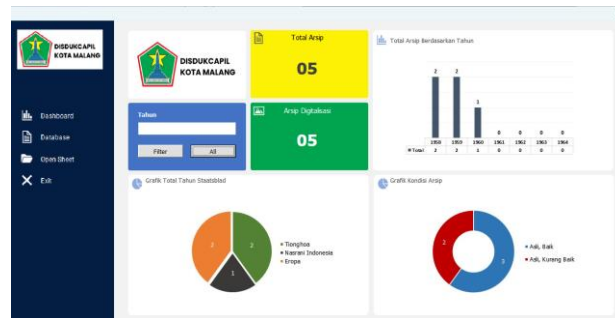 DISDUKCAPIL
KOTA MALANG
Dashboard
Database
Open Sheet
Exit
DISDUKCAPIL
KOTA MALANG
Total Arsip
05
Tahun
Filter
All
Arsip Digitalisasi
05
Total Arsip Berdasarkan Tahun
2
2
1
0
0
0
0
1958 1959 1960 1961 1962 1963 1964
Total 2 2 1 0 0 0 0
Grafik Total Tahun Staatsblad
2
2
1
Tionghoa
Nasrani Indonesia
Eropa
Grafik Kondisi Arsip
2
3
Asli, Baik
Asli, Kurang Baik